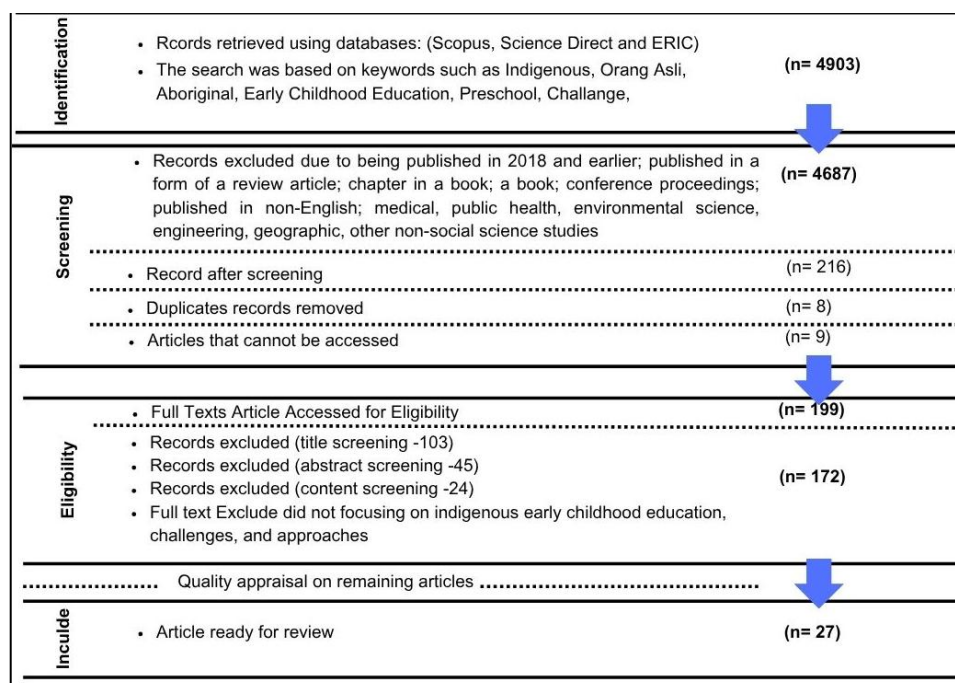 Identification
• Rcords retrieved using databases: (Scopus, Science Direct and ERIC)
• The search was based on keywords such as Indigenous, Orang Asli,
Aboriginal, Early Childhood Education, Preschool, Challange,
(n= 4903)
Screening
• Records excluded due to being published in 2018 and earlier; published in a
form of a review article; chapter in a book; a book; conference proceedings;
published in non-English; medical, public health, environmental science,
engineering, geographic, other non-social science studies
(n= 4687)
• Record after screening
(n= 216)
• Duplicates records removed
(n= 8)
• Articles that cannot be accessed
(n= 9)
Eligibility
• Full Texts Article Accessed for Eligibility
(n= 199)
• Records excluded (title screening -103)
• Records excluded (abstract screening -45)
• Records excluded (content screening -24)
• Full text Exclude did not focusing on indigenous early childhood education,
challenges, and approaches
(n= 172)
Quality appraisal on remaining articles
Inculde
• Article ready for review
(n= 27)